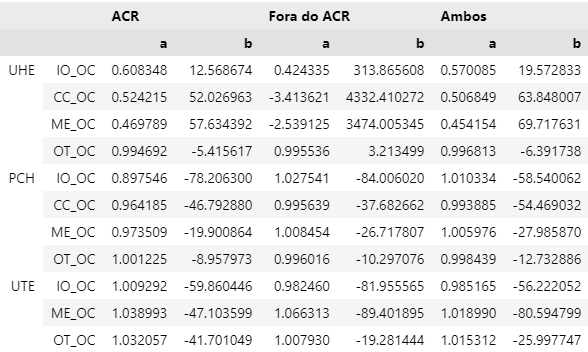 ACR Fora do ACR Ambos
a b a b a b
UHE IO_OC 0.608348 12.568674 0.424335 313.865608 0.570085 19.572833
CC_OC 0.524215 52.026963 -3.413621 4332.410272 0.506849 63.848007
ME_OC 0.469789 57.634392 -2.539125 3474.005345 0.454154 69.717631
OT_OC 0.994692 -5.415617 0.995536 3.213499 0.996813 -6.391738
PCH IO_OC 0.897546 -78.206300 1.027541 -84.006020 1.010334 -58.540062
CC_OC 0.964185 -46.792880 0.995639 -37.682662 0.993885 -54.469032
ME_OC 0.973509 -19.900864 1.008454 -26.717807 1.005976 -27.985870
OT_OC 1.001225 -8.957973 0.996016 -10.297076 0.998439 -12.732886
UTE IO_OC 1.009292 -59.860446 0.982460 -81.955565 0.985165 -56.222052
ME_OC 1.038993 -47.103599 1.066313 -89.401895 1.018990 -80.594799
OT_OC 1.032057 -41.701049 1.007930 -19.281444 1.015312 -25.997747